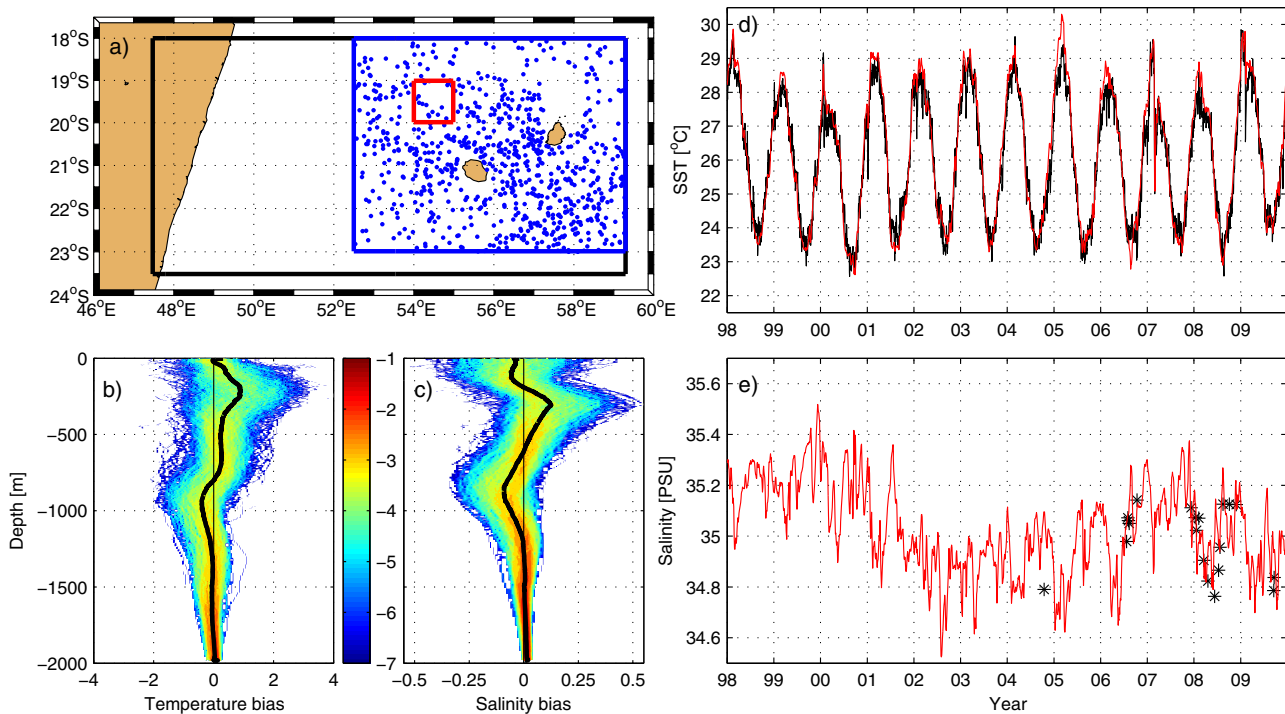 a)
18°S
19°S
20°S
21°S
22°S
23°S
24°S
46°E 48°E 50°E 52°E 54°E 56°E 58°E 60°E
d)
SST [°C]
30
29
28
27
26
25
24
23
22
98 99 00 01 02 03 04 05 06 07 08 09
b)
Depth [m]
0
−500
−1000
−1500
−2000
−4 −2 0 2 4
Temperature bias
−1
−2
−3
−4
−5
−6
−7
c)
−0.5 −0.25 0 0.25 0.5
Salinity bias
e)
Salinity [PSU]
35.6
35.4
35.2
35
34.8
34.6
98 99 00 01 02 03 04 05 06 07 08 09
Year